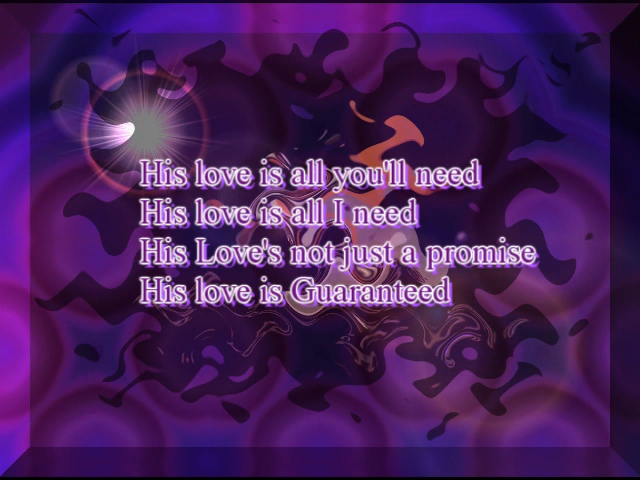 His love is all you'll need
His love is all I need
His Love's not just a promise
His love is Guaranteed